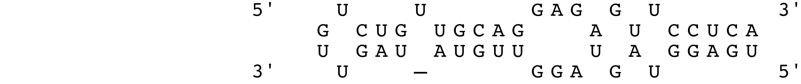 5' U U GAG G U 3'
G CUG UGCAG A U CCUCA
U GAU AUGUU U A GGAGU
3' U – GGA G U 5'